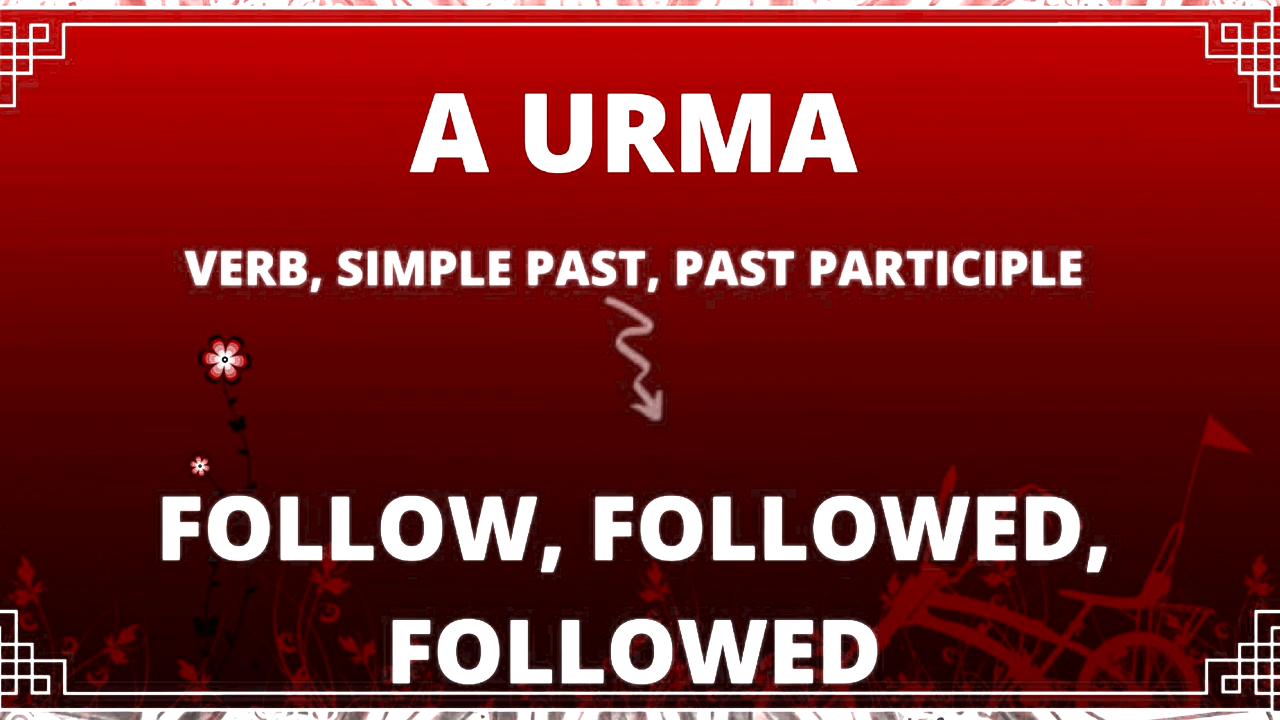 A URMA
VERB, SIMPLE PAST, PAST PARTICIPLE
FOLLOW, FOLLOWED,
FOLLOWED